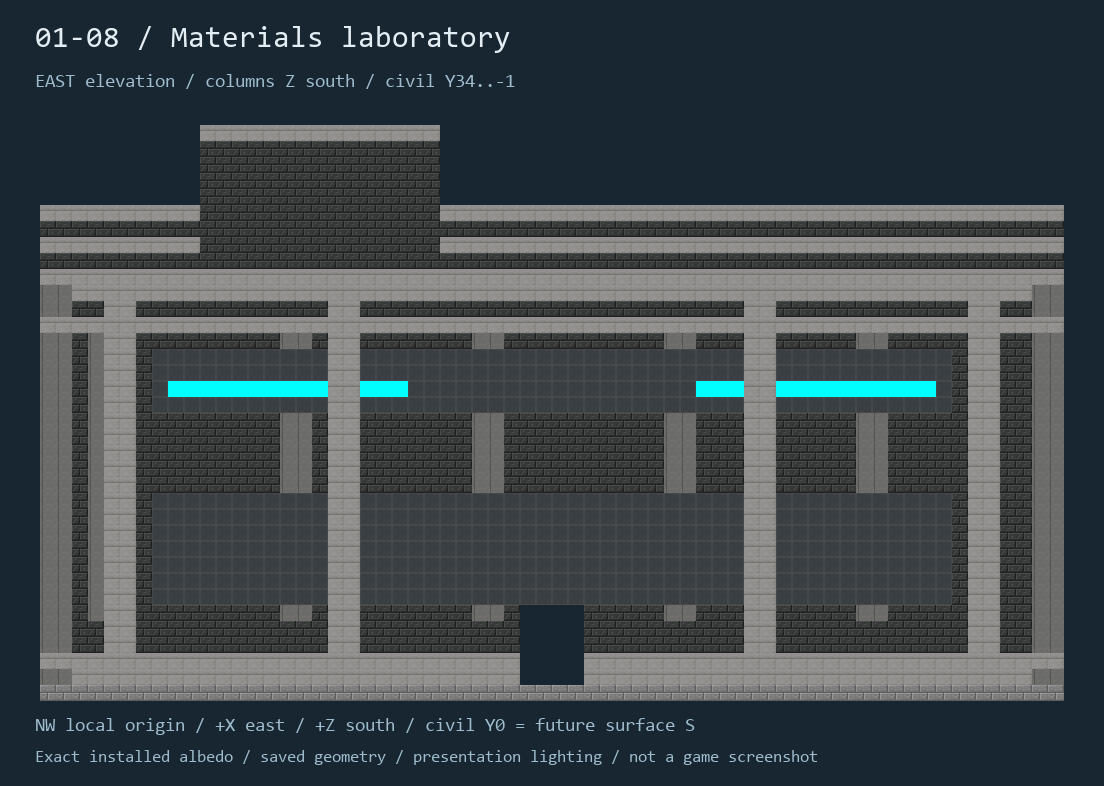 01-08 / Materials laboratory
EAST elevation / columns Z south / civil Y34..-1
NW local origin / +X east / +Z south / civil Y0 = future surface S
Exact installed albedo / saved geometry / presentation lighting / not a game screenshot